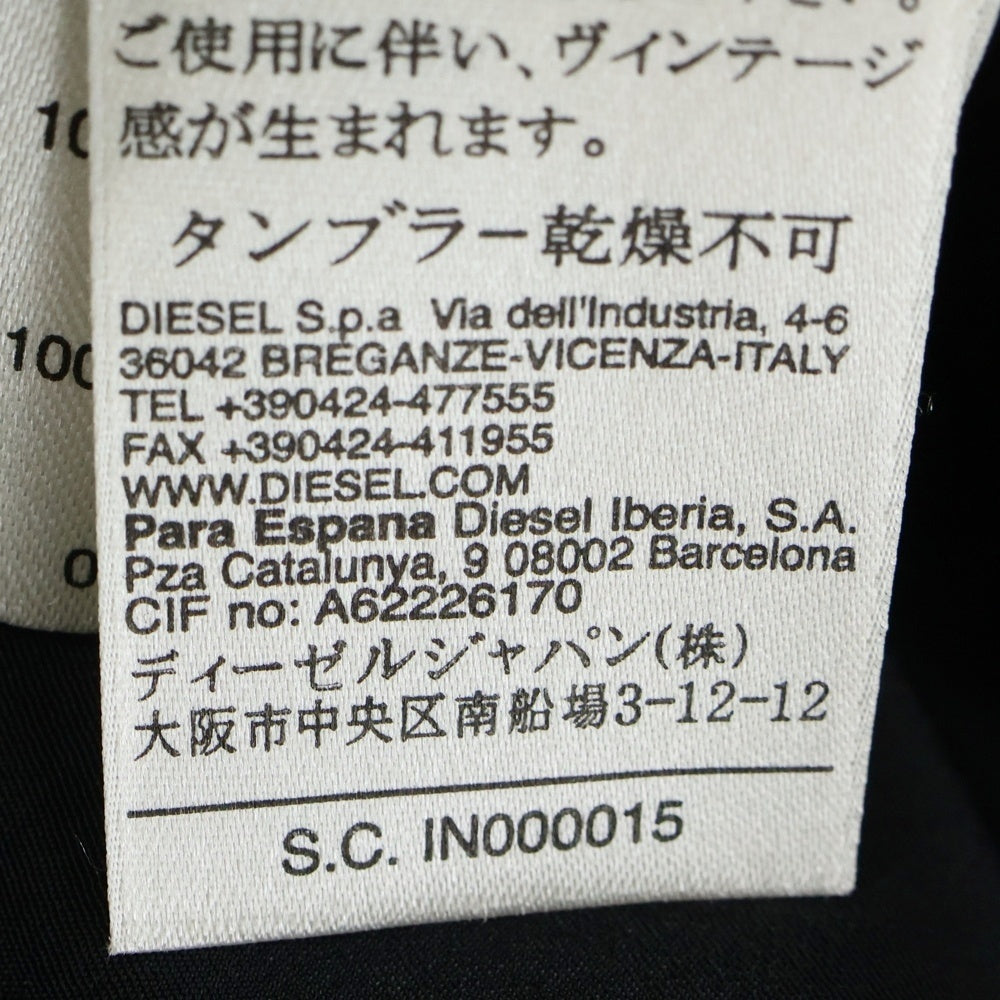 ご使用に伴い、ヴィンテージ
感が生まれます。
タンブラー乾燥不可
DIESEL S.p.a Via dell'Industria, 4-6
36042 BREGANZE-VICENZA-ITALY
TEL +390424-477555
FAX +390424-411955
WWW.DIESEL.COM
Para Espana Diesel Iberia, S.A.
Pza Catalunya, 9 08002 Barcelona
CIF no: A62226170
ディーゼルジャパン(株)
大阪市中央区南船場3-12-12
S.C. IN000015